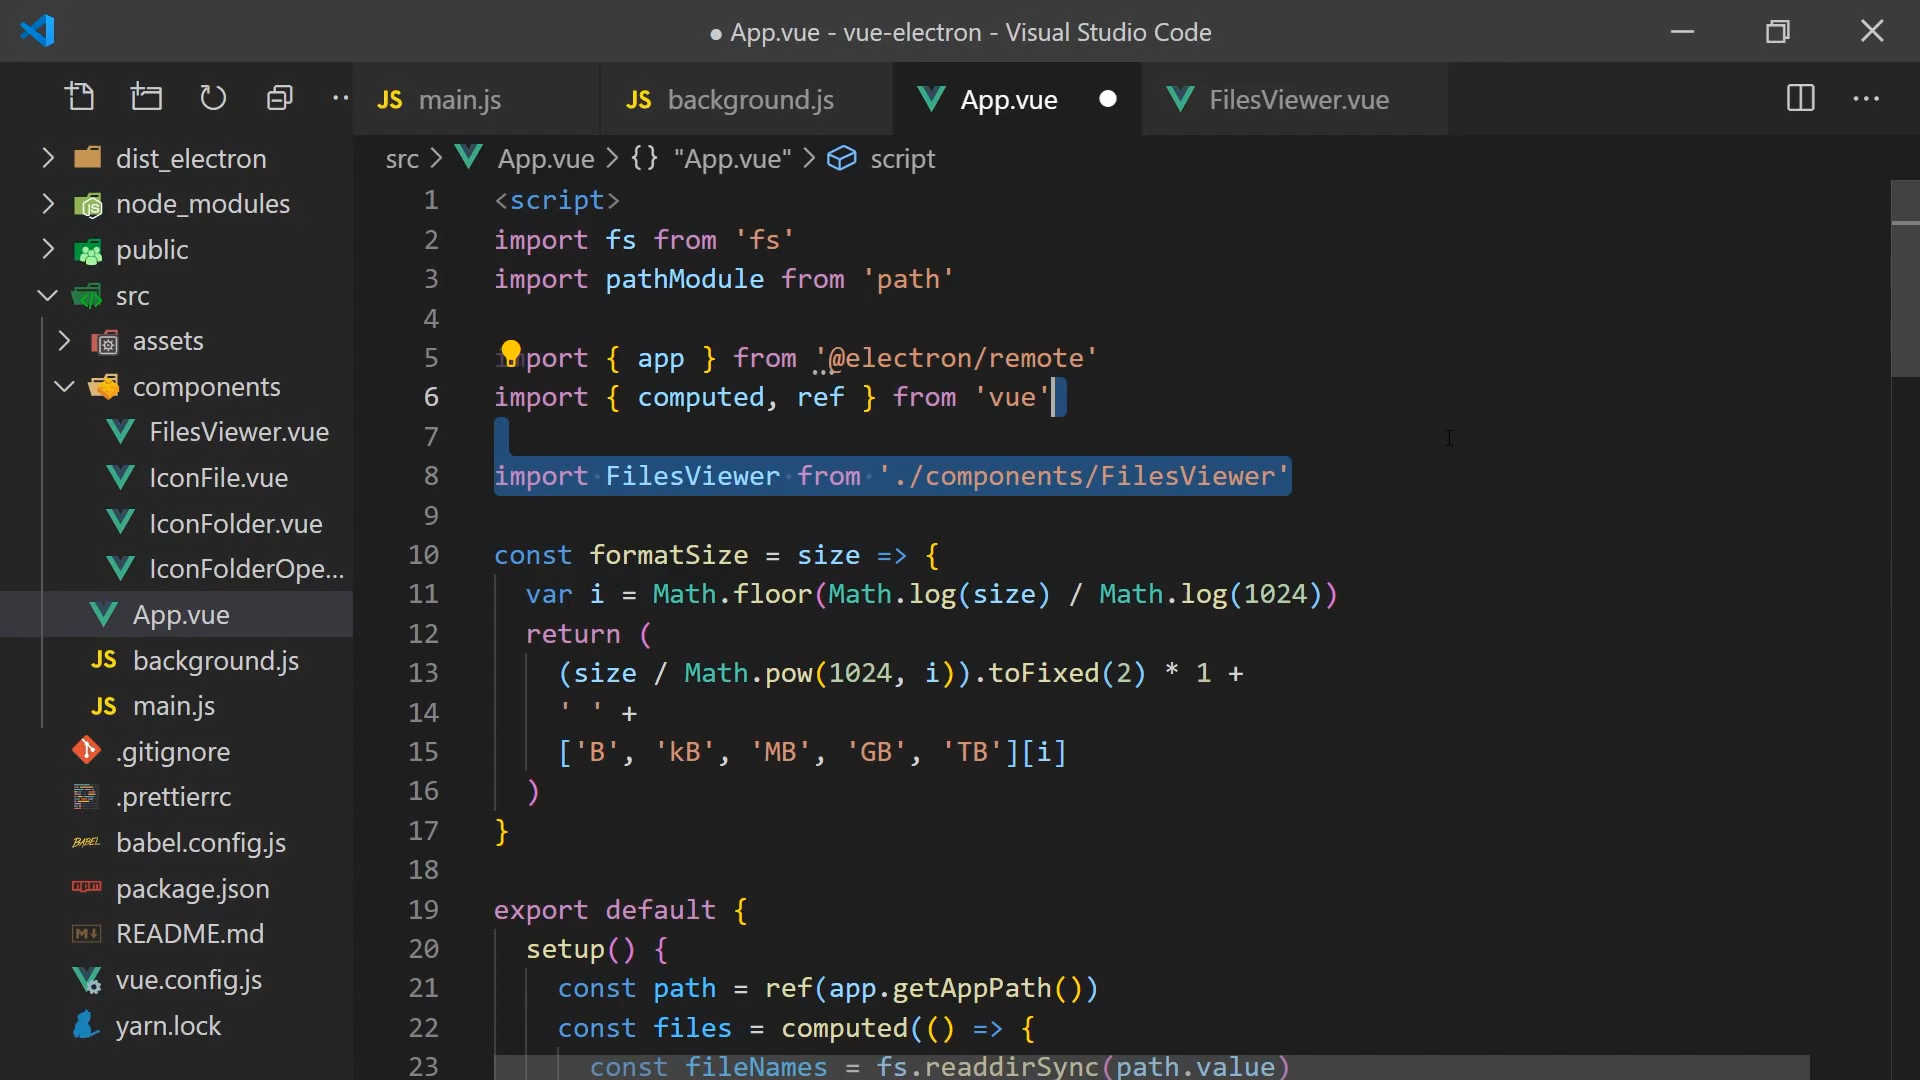 ● App.vue - vue-electron - Visual Studio Code
JS main.js
JS background.js
App.vue
FilesViewer.vue
src > App.vue > {} "App.vue" > script
dist_electron
node_modules
public
src
assets
components
FilesViewer.vue
IconFile.vue
IconFolder.vue
IconFolderOpe...
App.vue
JS background.js
JS main.js
.gitignore
.prettierrc
BABEL babel.config.js
package.json
README.md
vue.config.js
yarn.lock
1 <script>
2 import fs from 'fs'
3 import pathModule from 'path'
4
5 import { app } from '@electron/remote'
6 import { computed, ref } from 'vue'
7
8 import FilesViewer from './components/FilesViewer'
9
10 const formatSize = size => {
11   var i = Math.floor(Math.log(size) / Math.log(1024))
12   return (
13     (size / Math.pow(1024, i)).toFixed(2) * 1 +
14     ' ' +
15     ['B', 'kB', 'MB', 'GB', 'TB'][i]
16   )
17 }
18
19 export default {
20   setup() {
21     const path = ref(app.getAppPath())
22     const files = computed(() => {
23       const fileNames = fs.readdirSync(path.value)